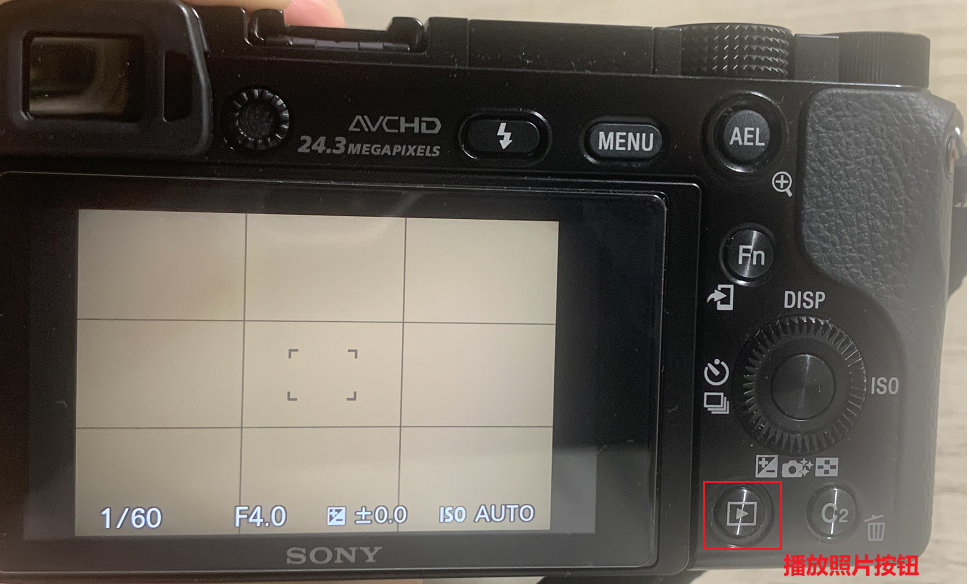 AVCHD
24.3 MEGAPIXELS
MENU
AEL
Fn
DISP
ISO
1/60
F4.0
±0.0
ISO AUTO
C2
SONY
播放照片按钮